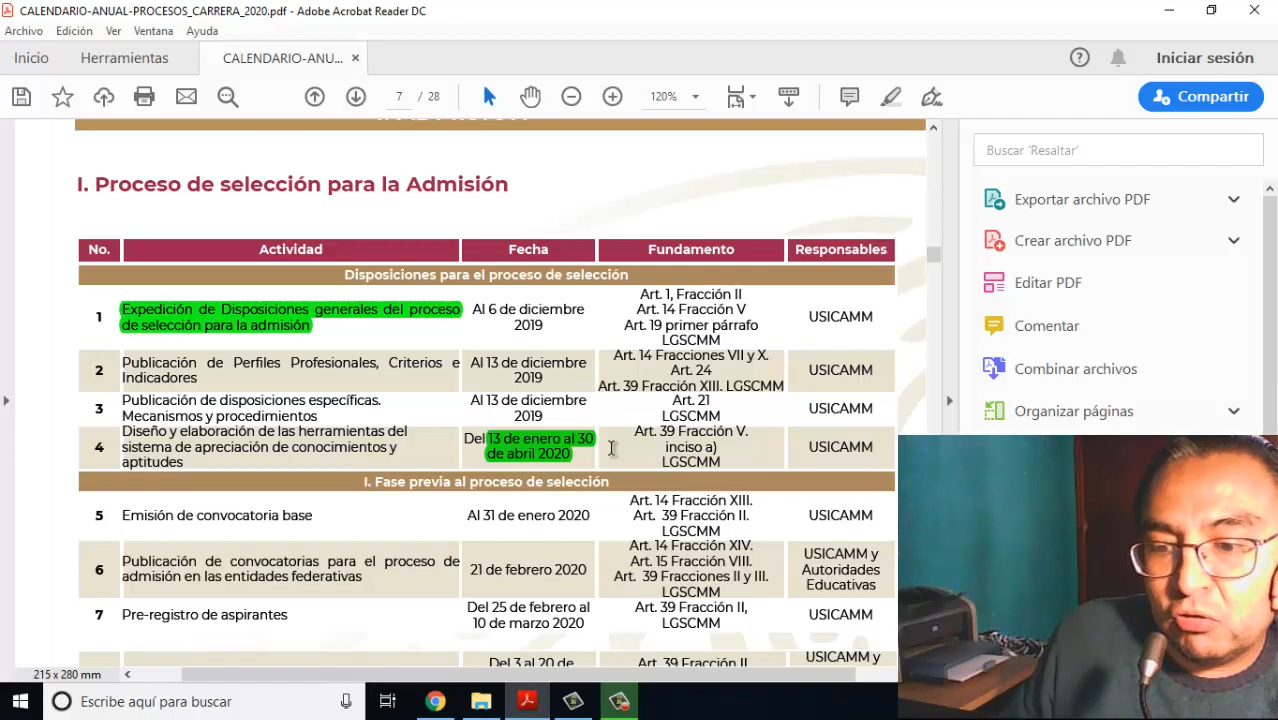 CALENDARIO-ANUAL-PROCESOS_CARRERA_2020.pdf - Adobe Acrobat Reader DC
Archivo Edición Ver Ventana Ayuda
Inicio Herramientas CALENDARIO-ANU... × Iniciar sesión
7 / 28 120% Compartir
Buscar 'Resaltar'
Exportar archivo PDF
Crear archivo PDF
Editar PDF
Comentar
Combinar archivos
Organizar páginas
I. Proceso de selección para la Admisión
No. Actividad Fecha Fundamento Responsables
Disposiciones para el proceso de selección
1 Expedición de Disposiciones generales del proceso
de selección para la admisión
Al 6 de diciembre
2019
Art. 1, Fracción II
Art. 14 Fracción V
Art. 19 primer párrafo
LGSCMM
USICAMM
2 Publicación de Perfiles Profesionales, Criterios e
Indicadores
Al 13 de diciembre
2019
Art. 14 Fracciones VII y X.
Art. 24
Art. 39 Fracción XIII. LGSCMM
USICAMM
3 Publicación de disposiciones específicas.
Mecanismos y procedimientos
Al 13 de diciembre
2019
Art. 21
LGSCMM
USICAMM
4 Diseño y elaboración de las herramientas del
sistema de apreciación de conocimientos y
aptitudes
Del 13 de enero al 30
de abril 2020
Art. 39 Fracción V.
inciso a)
LGSCMM
USICAMM
I. Fase previa al proceso de selección
5 Emisión de convocatoria base
Al 31 de enero 2020
Art. 14 Fracción XIII.
Art. 39 Fracción II.
LGSCMM
USICAMM
6 Publicación de convocatorias para el proceso de
admisión en las entidades federativas
21 de febrero 2020
Art. 14 Fracción XIV.
Art. 15 Fracción VIII.
Art. 39 Fracciones II y III.
LGSCMM
USICAMM y
Autoridades
Educativas
7 Pre-registro de aspirantes
Del 25 de febrero al
10 de marzo 2020
Art. 39 Fracción II,
LGSCMM
USICAMM
Del 3 al 20 de
Art. 39 Fracción II
USICAMM y
215 x 280 mm
Escribe aquí para buscar